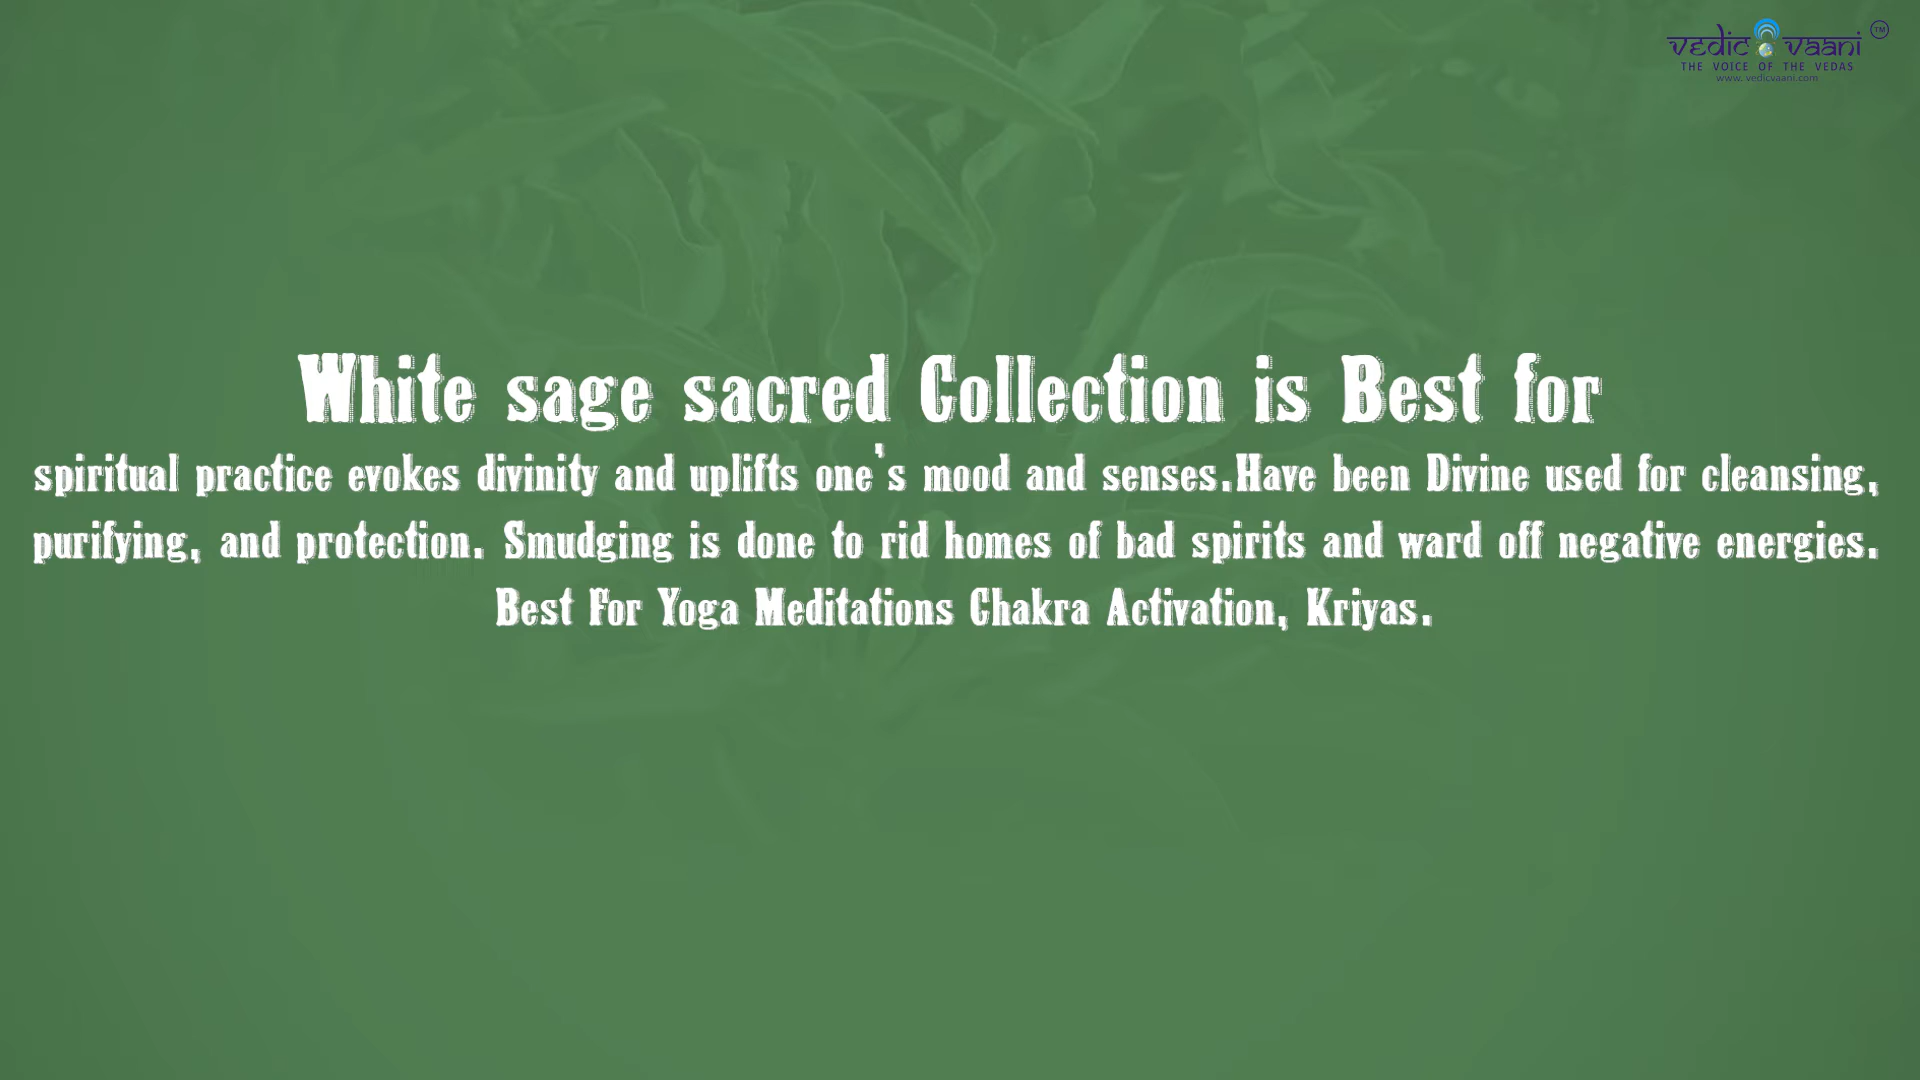 vedic vaani TM
THE VOICE OF THE VEDAS
www.vedicvaani.com
White sage sacred Collection is Best for
spiritual practice evokes divinity and uplifts one's mood and senses.Have been Divine used for cleansing,
purifying, and protection. Smudging is done to rid homes of bad spirits and ward off negative energies.
Best For Yoga Meditations Chakra Activation, Kriyas.